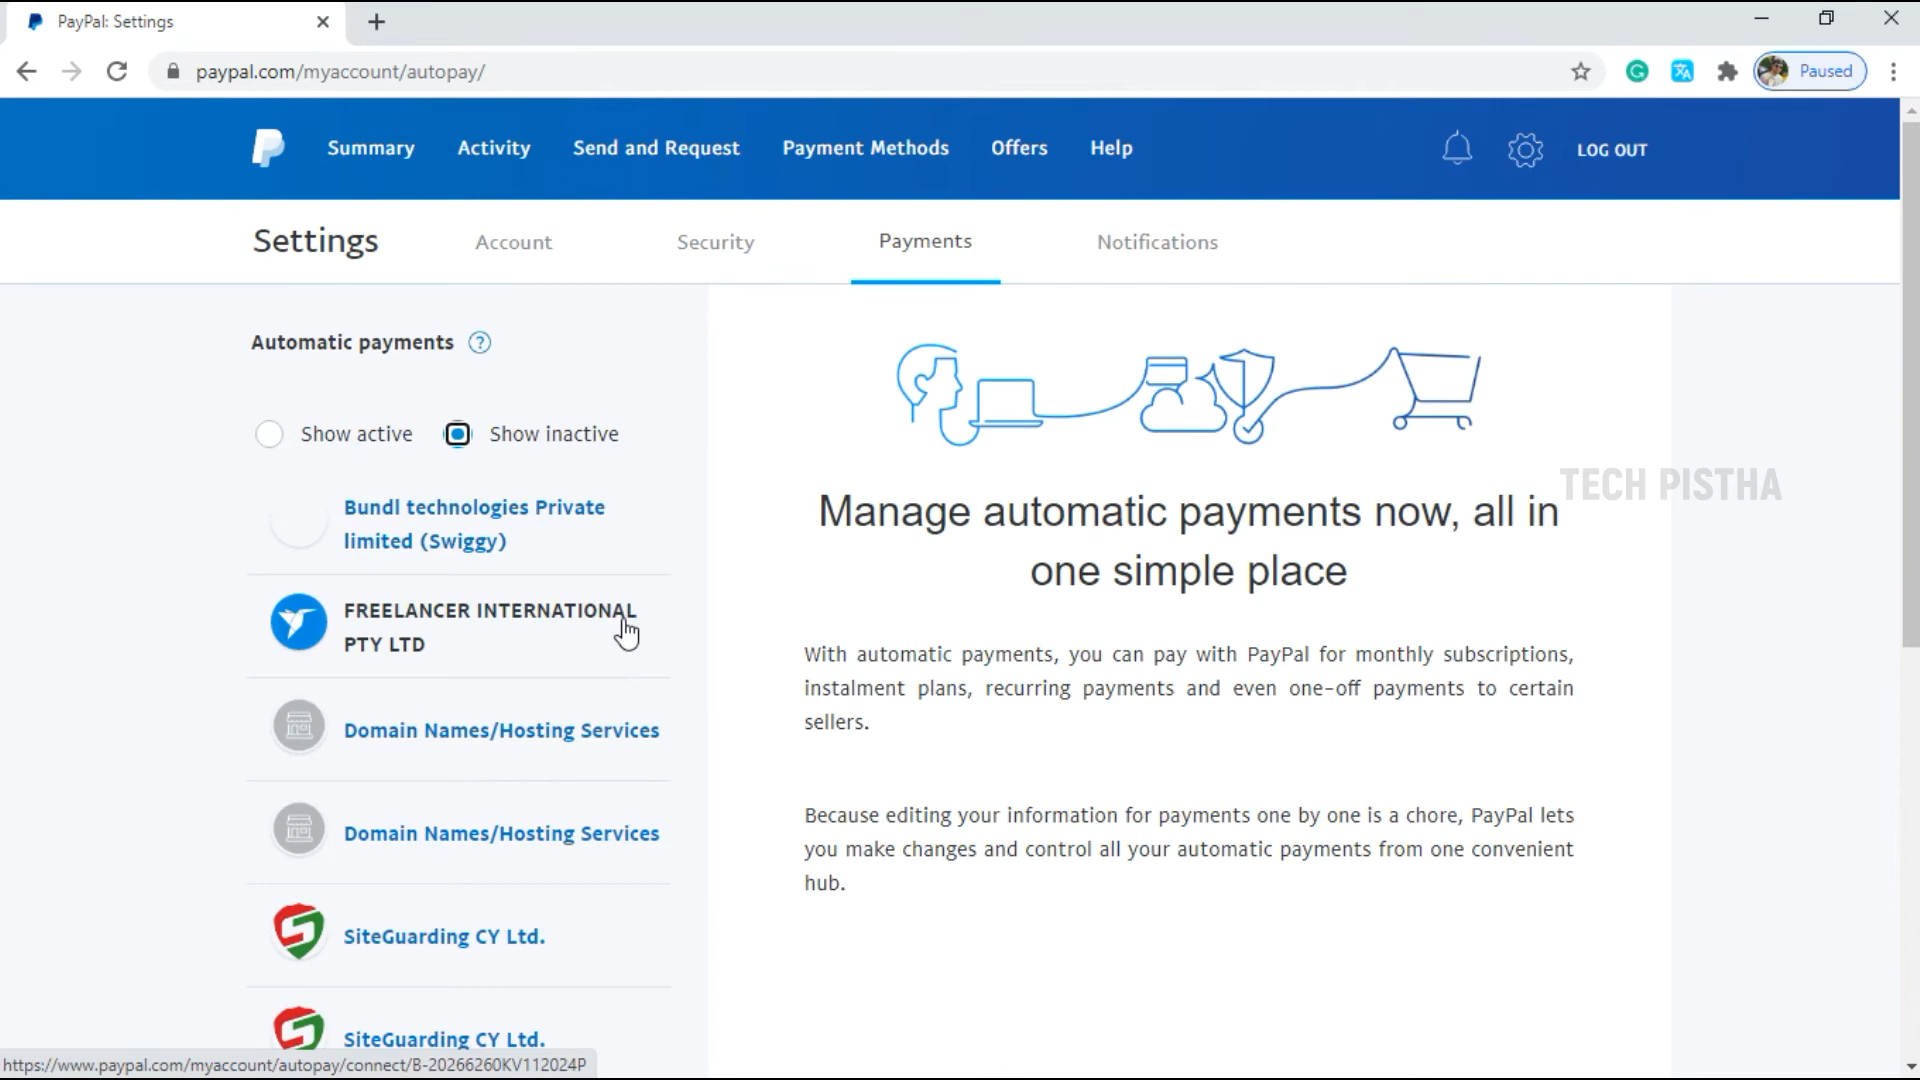 PayPal: Settings
paypal.com/myaccount/autopay/
Paused
Summary Activity Send and Request Payment Methods Offers Help LOG OUT
Settings Account Security Payments Notifications
Automatic payments ?
Show active Show inactive
Bundl technologies Private
limited (Swiggy)
FREELANCER INTERNATIONAL
PTY LTD
Domain Names/Hosting Services
Domain Names/Hosting Services
SiteGuarding CY Ltd.
SiteGuarding CY Ltd.
Manage automatic payments now, all in
one simple place
TECH PISTHA
With automatic payments, you can pay with PayPal for monthly subscriptions,
instalment plans, recurring payments and even one-off payments to certain
sellers.
Because editing your information for payments one by one is a chore, PayPal lets
you make changes and control all your automatic payments from one convenient
hub.
https://www.paypal.com/myaccount/autopay/connect/B-20266260KV112024P